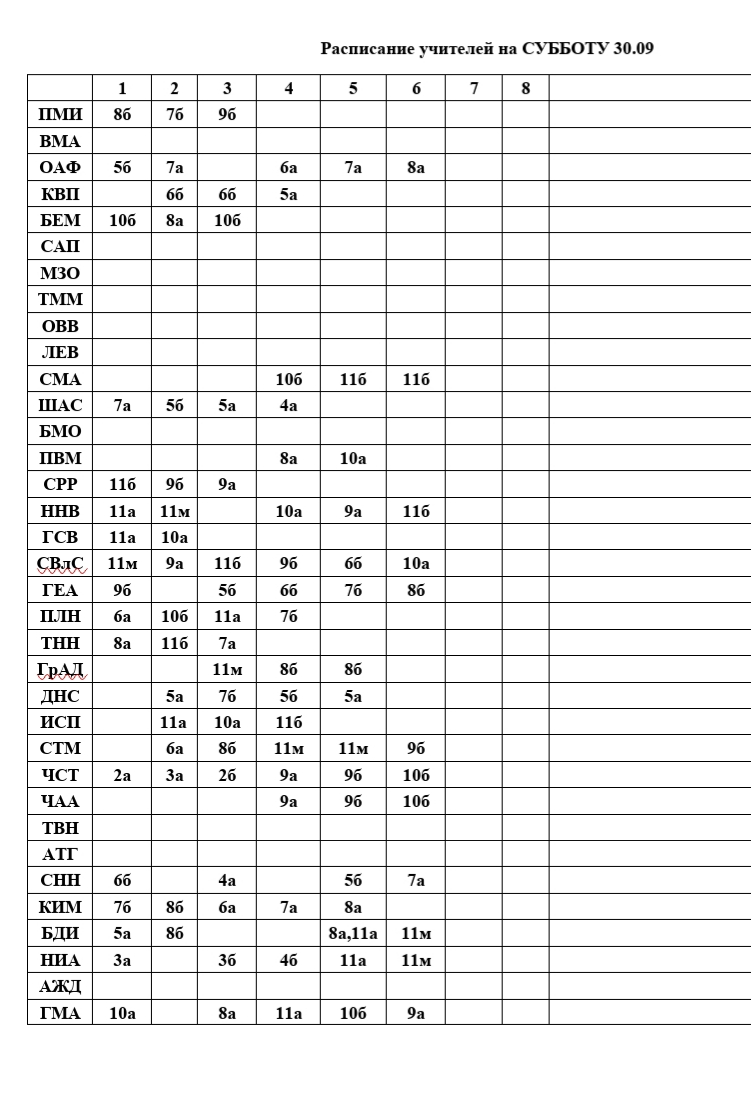 Расписание учителей на СУББОТУ 30.09
1 2 3 4 5 6 7 8
ПМИ 8б 7б 9б
ВМА
ОАФ 5б 7а 6а 7а 8а
КВП 6б 6б 5а
БЕМ 10б 8а 10б
САП
МЗО
ТММ
ОВВ
ЛЕВ
СМА 10б 11б 11б
ШАС 7а 5б 5а 4а
БМО
ПВМ 8а 10а
СРР 11б 9б 9а
ННВ 11а 11м 10а 9а 11б
ГСВ 11а 10а
СВлС 11м 9а 11б 9б 6б 10а
ГЕА 9б 5б 6б 7б 8б
ПЛН 6а 10б 11а 7б
ТНН 8а 11б 7а
ГрАД 11м 8б 8б
ДНС 5а 7б 5б 5а
ИСП 11а 10а 11б
СТМ 6а 8б 11м 11м 9б
ЧСТ 2а 3а 2б 9а 9б 10б
ЧАА 9а 9б 10б
ТВН
АТГ
СНН 6б 4а 5б 7а
КИМ 7б 8б 6а 7а 8а
БДИ 5а 8б 8а,11а 11м
НИА 3а 3б 4б 11а 11м
АЖД
ГМА 10а 8а 11а 10б 9а